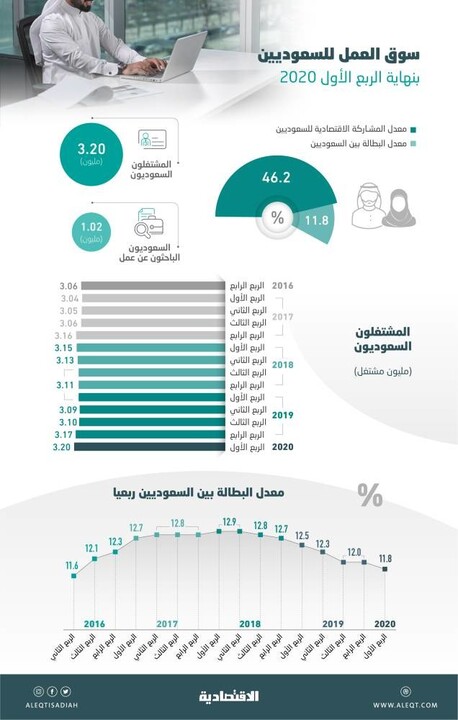 سوق العمل للسعوديين
بنهاية الربع الأول 2020
معدل المشاركة الاقتصادية للسعوديين
معدل البطالة بين السعوديين
46.2
11.8
%
3.20
(مليون)
المشتغلون
السعوديون
1.02
(مليون)
السعوديون
الباحثون عن عمل
المشتغلون
السعوديون
(مليون مشتغل)
2016 الربع الرابع 3.06
الربع الأول 3.04
الربع الثاني 3.05
2017
الربع الثالث 3.06
الربع الرابع 3.16
الربع الأول 3.15
الربع الثاني 3.13
2018
الربع الثالث
الربع الرابع 3.11
الربع الأول
الربع الثاني 3.09
2019
الربع الثالث 3.10
الربع الرابع 3.17
2020 الربع الأول 3.20
%
معدل البطالة بين السعوديين ربعيا
11.6 12.1 12.3 12.7 12.8 12.9 12.8 12.7 12.5 12.3 12.0 11.8
2016 2017 2018 2019 2020
الربع الثاني
الربع الثالث
الربع الرابع
الربع الأول
الربع الثاني
الربع الثالث
الربع الرابع
الربع الأول
الربع الثاني
الربع الثالث
الربع الرابع
الربع الأول
الربع الثاني
الربع الثالث
الربع الرابع
الربع الأول
ALEQTISADIAH
الاقتصادية
WWW.ALEQT.COM